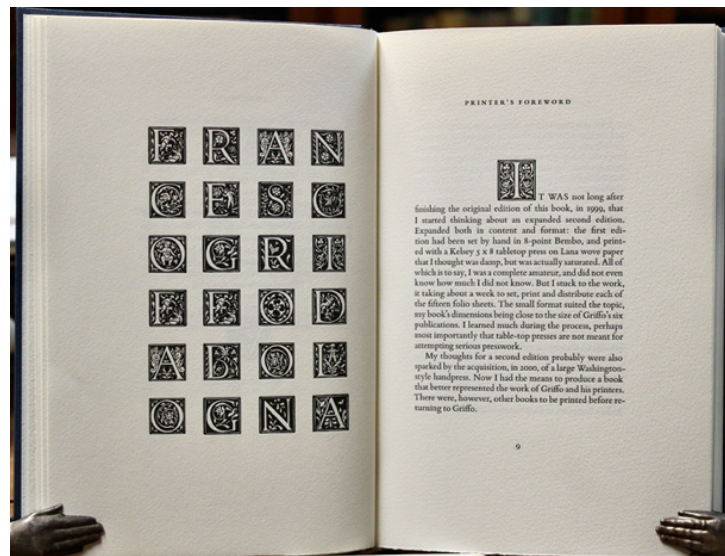 F R A N
C E S C
O G R I
F F O D
A B O L
O G N A
PRINTER'S FOREWORD
IT WAS not long after
finishing the original edition of this book, in 1999, that
I started thinking about an expanded second edition.
Expanded both in content and format: the first edi-
tion had been set by hand in 8-point Bembo, and print-
ed with a Kelsey 5 x 8 tabletop press on Lana wove paper
that I thought was damp, but was actually saturated. All of
which is to say, I was a complete amateur, and did not even
know how much I did not know. But I stuck to the work,
it taking about a week to set, print and distribute each of
the fifteen folio sheets. The small format suited the topic,
my book's dimensions being close to the size of Griffo's six
publications. I learned much during the process, perhaps
most importantly that table-top presses are not meant for
attempting serious presswork.
My thoughts for a second edition probably were also
sparked by the acquisition, in 2000, of a large Washington-
style handpress. Now I had the means to produce a book
that better represented the work of Griffo and his printers.
There were, however, other books to be printed before re-
turning to Griffo.
9